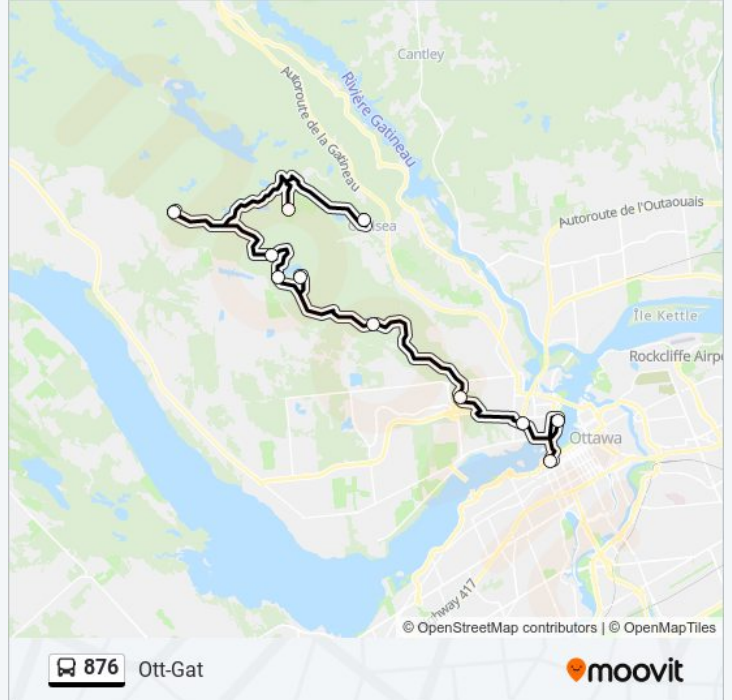 Cantley
Rivière Gatineau
Autoroute de la Gatineau
Autoroute de l'Outaouais
Île Kettle
Rockcliffe Airp
Ottawa
© OpenStreetMap contributors | © OpenMapTiles
876 Ott-Gat
moovit